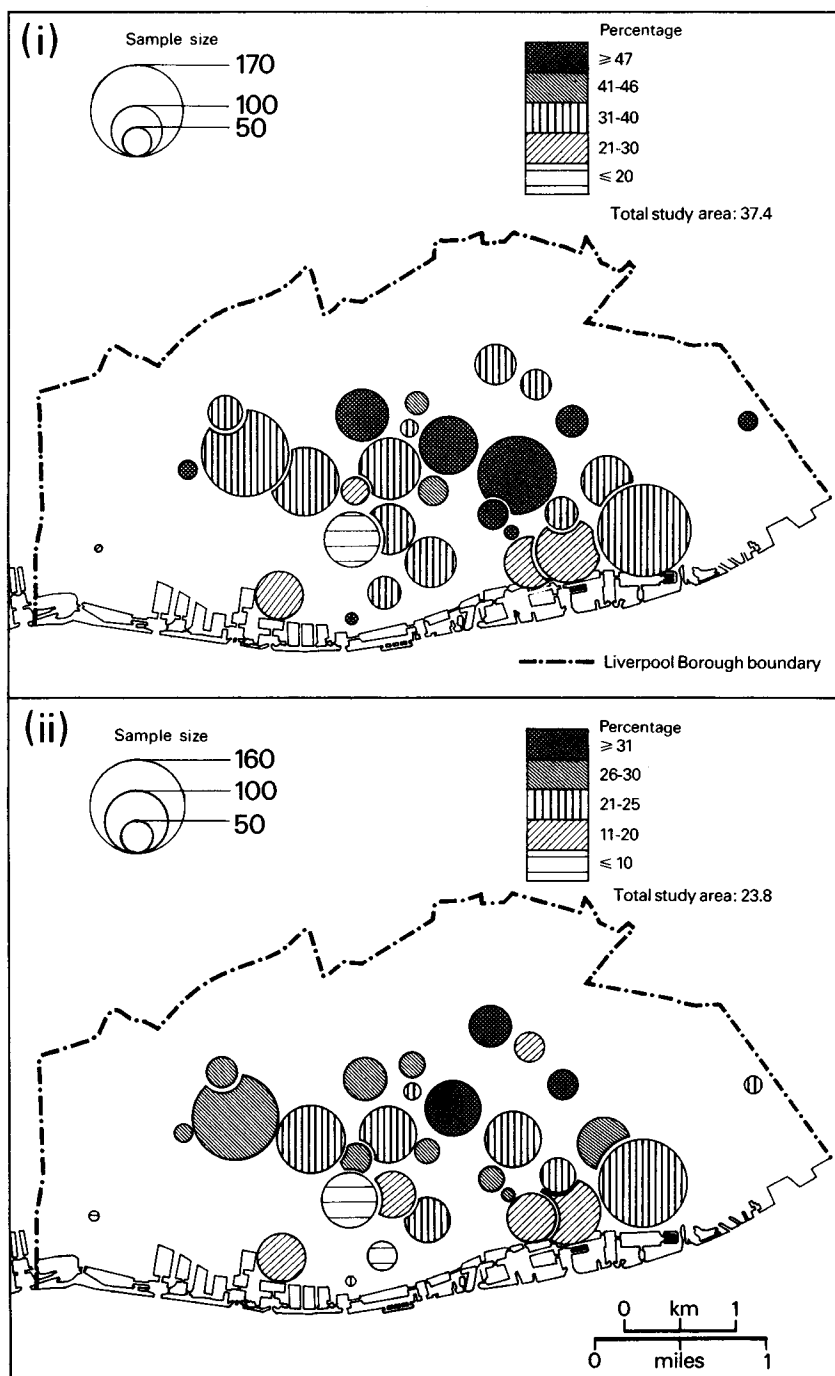 (i)
Sample size
170
100
50
Percentage
≥ 47
41-46
31-40
21-30
≤ 20
Total study area: 37.4
Liverpool Borough boundary
(ii)
Sample size
160
100
50
Percentage
≥ 31
26-30
21-25
11-20
≤ 10
Total study area: 23.8
0 km 1
0 miles 1